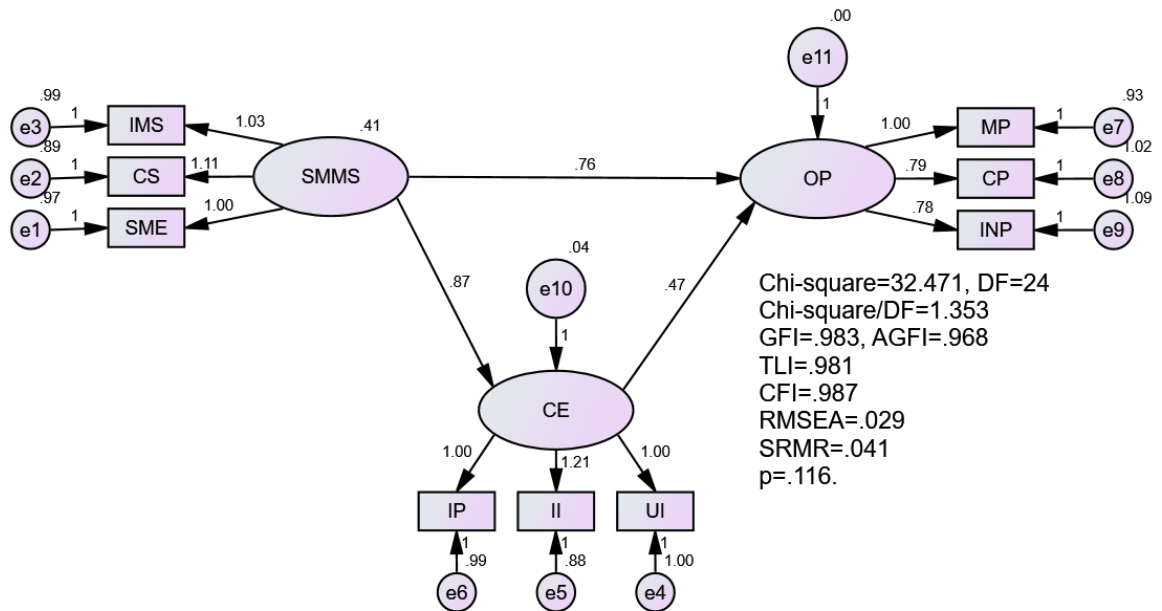 .00
e11
1
.99
e3
1
IMS
1.03
.41
.89
e2
1
CS
1.11
SMMS
.97
e1
1
SME
1.00
.76
OP
1.00
MP
1
.93
e7
.79
CP
1
1.02
e8
.78
INP
1
1.09
e9
.87
.04
e10
1
.47
CE
Chi-square=32.471, DF=24
Chi-square/DF=1.353
GFI=.983, AGFI=.968
TLI=.981
CFI=.987
RMSEA=.029
SRMR=.041
p=.116.
1.00
1.21
1.00
IP
II
UI
1
1
1
.99
.88
1.00
e6
e5
e4